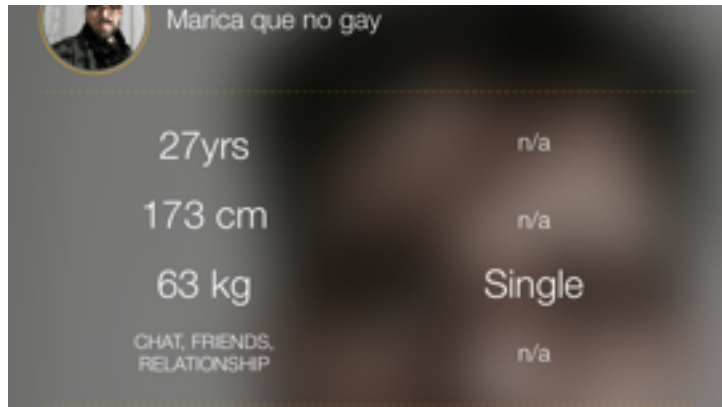 Marica que no gay
27yrs
n/a
173 cm
n/a
63 kg
Single
CHAT, FRIENDS,
RELATIONSHIP
n/a